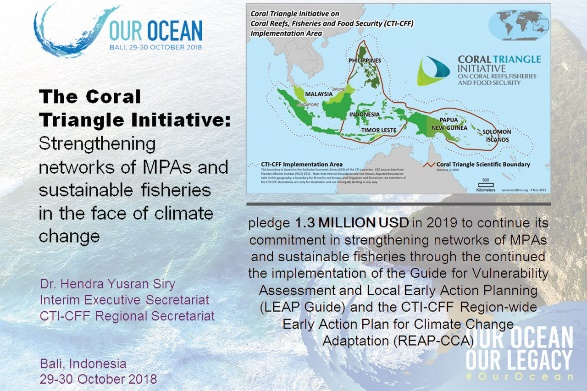 OUR OCEAN
BALI, 29-30 OCTOBER 2018
The Coral
Triangle Initiative:
Strengthening
networks of MPAs and
sustainable fisheries
in the face of climate
change
Dr. Hendra Yusran Siry
Interim Executive Secretariat
CTI-CFF Regional Secretariat
Bali, Indonesia
29-30 October 2018
Coral Triangle Initiative on
Coral Reefs, Fisheries and Food Security (CTI-CFF)
Implementation Area
CORAL TRIANGLE
INITIATIVE
ON CORAL REEFS, FISHERIES
AND FOOD SECURITY
PHILIPPINES
MALAYSIA
INDONESIA
TIMOR LESTE
PAPUA
NEW GUINEA
SOLOMON
ISLANDS
CTI-CFF Implementation Area
Coral Triangle Scientific Boundary
500
Kilometers
pledge 1.3 MILLION USD in 2019 to continue its
commitment in strengthening networks of MPAs
and sustainable fisheries through the continued
the implementation of the Guide for Vulnerability
Assessment and Local Early Action Planning
(LEAP Guide) and the CTI-CFF Region-wide
Early Action Plan for Climate Change
Adaptation (REAP-CCA)
OUR OCEAN
OUR LEGACY
#OurOcean